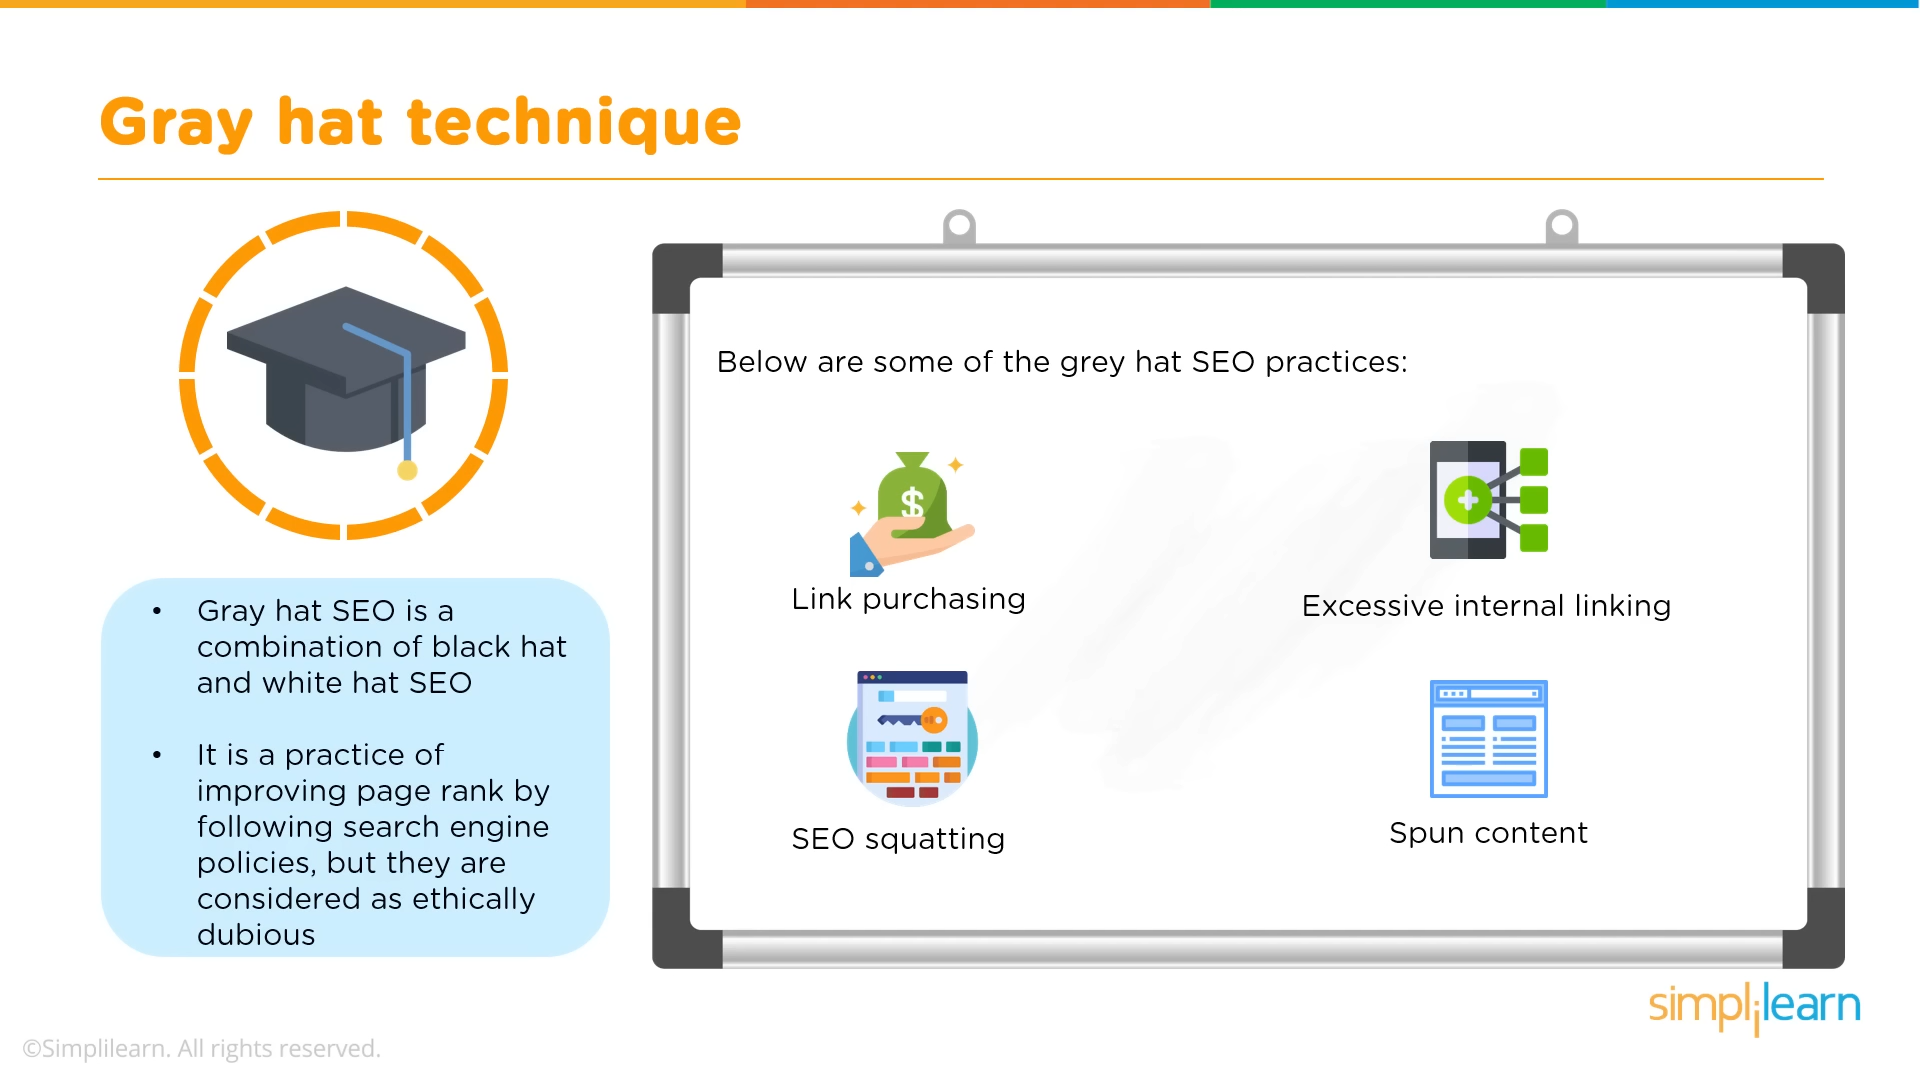 Gray hat technique
• Gray hat SEO is a
combination of black hat
and white hat SEO
• It is a practice of
improving page rank by
following search engine
policies, but they are
considered as ethically
dubious
Below are some of the grey hat SEO practices:
$
Link purchasing
Excessive internal linking
SEO squatting
Spun content
simplilearn
©Simplilearn. All rights reserved.